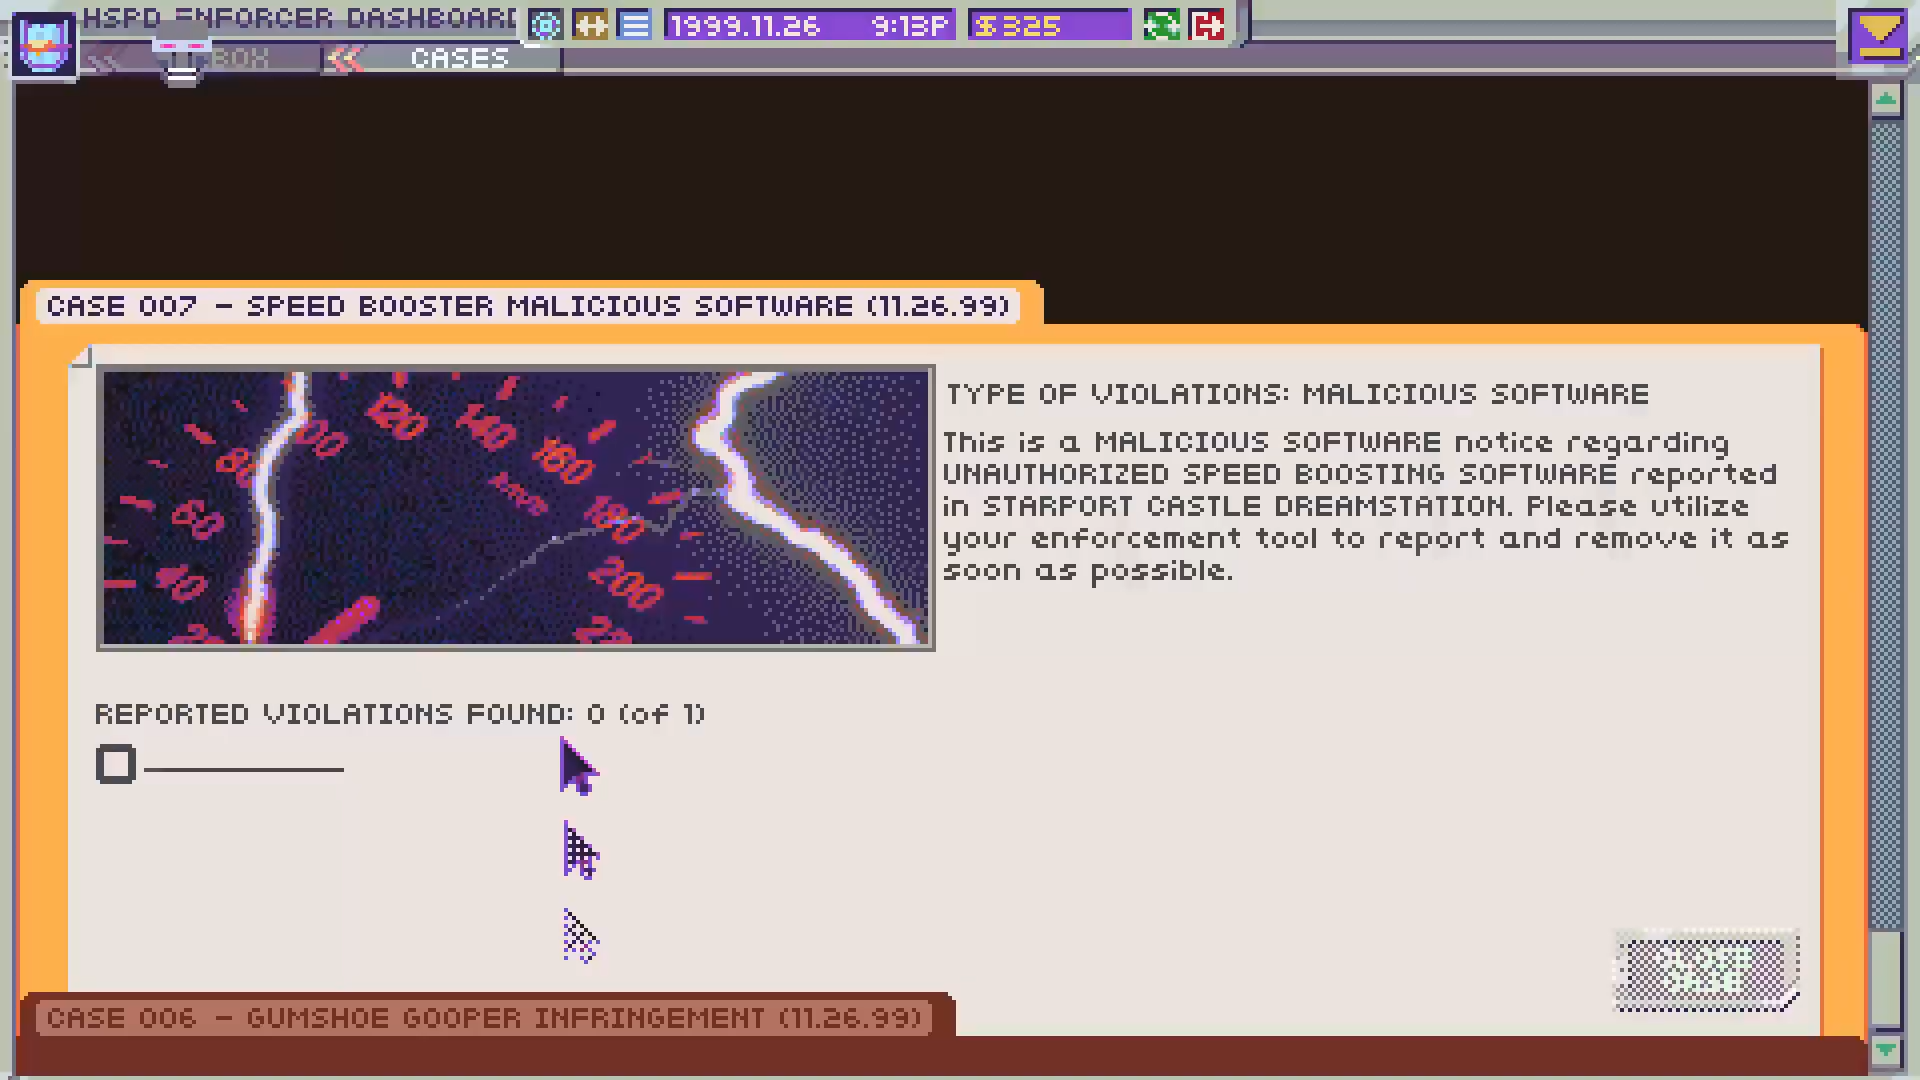 HSPD ENFORCER DASHBOARD
1999.11.26 9:13P $325
BOX CASES
CASE 007 - SPEED BOOSTER MALICIOUS SOFTWARE (11.26.99)
120 140 160 180 200
80 60 40
km/h
TYPE OF VIOLATIONS: MALICIOUS SOFTWARE
This is a MALICIOUS SOFTWARE notice regarding
UNAUTHORIZED SPEED BOOSTING SOFTWARE reported
in STARPORT CASTLE DREAMSTATION. Please utilize
your enforcement tool to report and remove it as
soon as possible.
REPORTED VIOLATIONS FOUND: 0 (of 1)
CASE 006 - GUMSHOE GOOPER INFRINGEMENT (11.26.99)